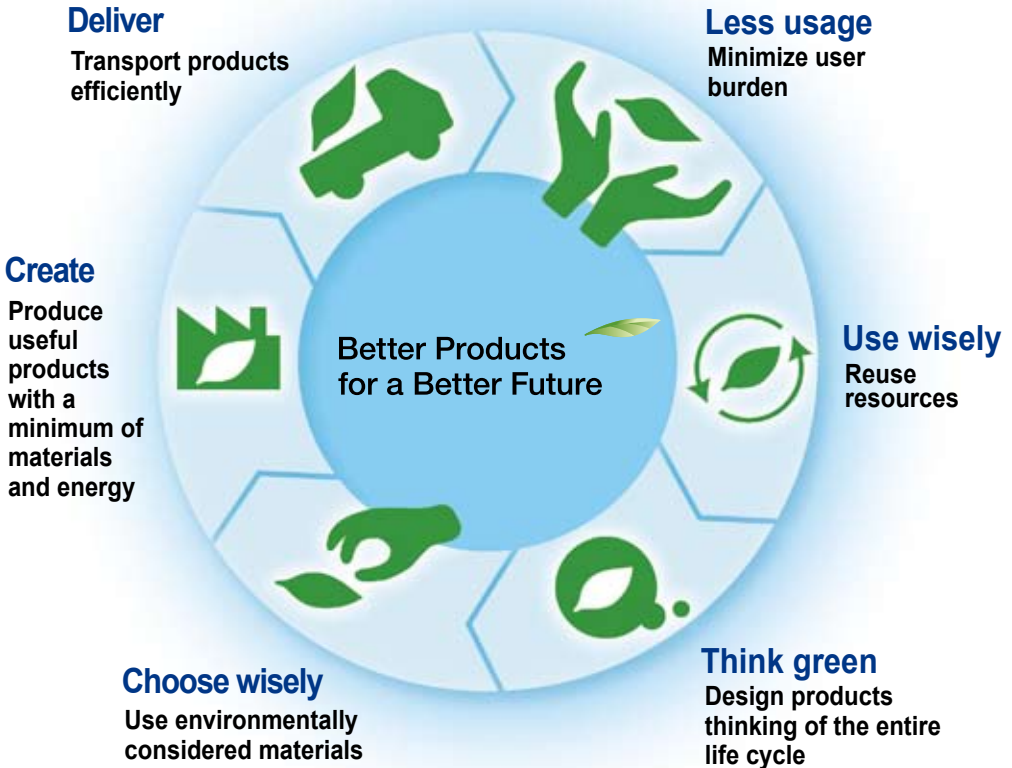 Deliver
Transport products
efficiently
Less usage
Minimize user
burden
Create
Produce
useful
products
with a
minimum of
materials
and energy
Better Products
for a Better Future
Use wisely
Reuse
resources
Choose wisely
Use environmentally
considered materials
Think green
Design products
thinking of the entire
life cycle